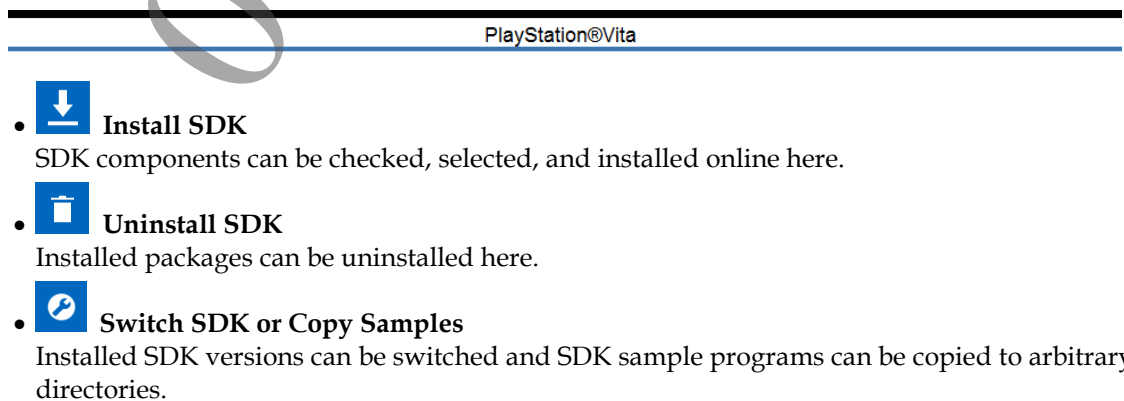 PlayStation®Vita
• Install SDK
SDK components can be checked, selected, and installed online here.
• Uninstall SDK
Installed packages can be uninstalled here.
• Switch SDK or Copy Samples
Installed SDK versions can be switched and SDK sample programs can be copied to arbitrary
directories.